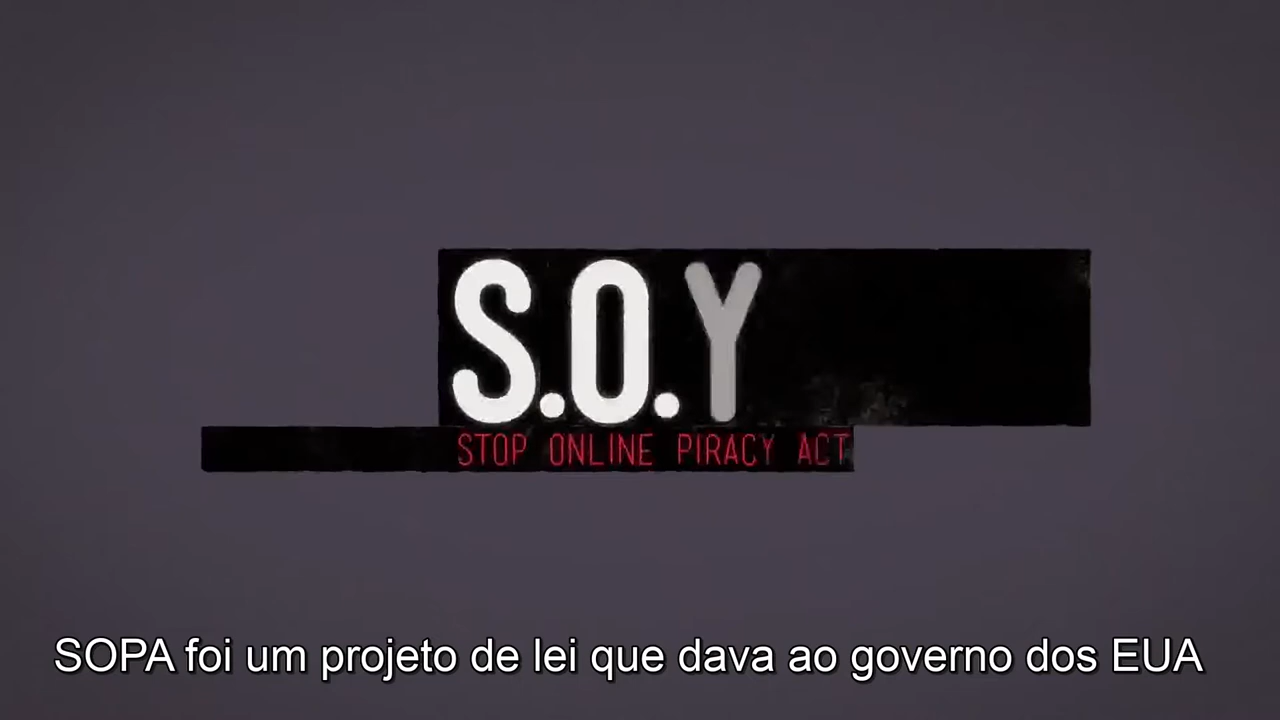 S.O.Y
STOP ONLINE PIRACY ACT
SOPA foi um projeto de lei que dava ao governo dos EUA